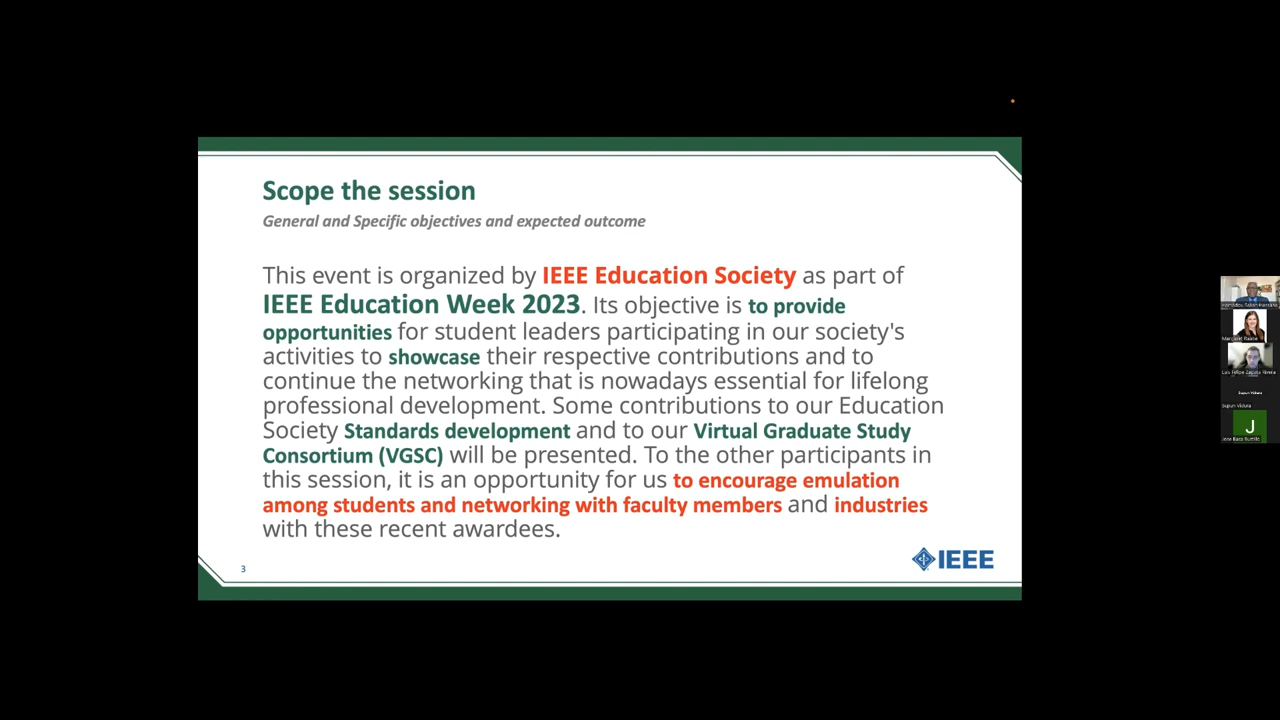 Scope the session
General and Specific objectives and expected outcome
This event is organized by IEEE Education Society as part of
IEEE Education Week 2023. Its objective is to provide
opportunities for student leaders participating in our society's
activities to showcase their respective contributions and to
continue the networking that is nowadays essential for lifelong
professional development. Some contributions to our Education
Society Standards development and to our Virtual Graduate Study
Consortium (VGSC) will be presented. To the other participants in
this session, it is an opportunity for us to encourage emulation
among students and networking with faculty members and industries
with these recent awardees.
3
IEEE
Supun Vidura
Supun Vidura
J